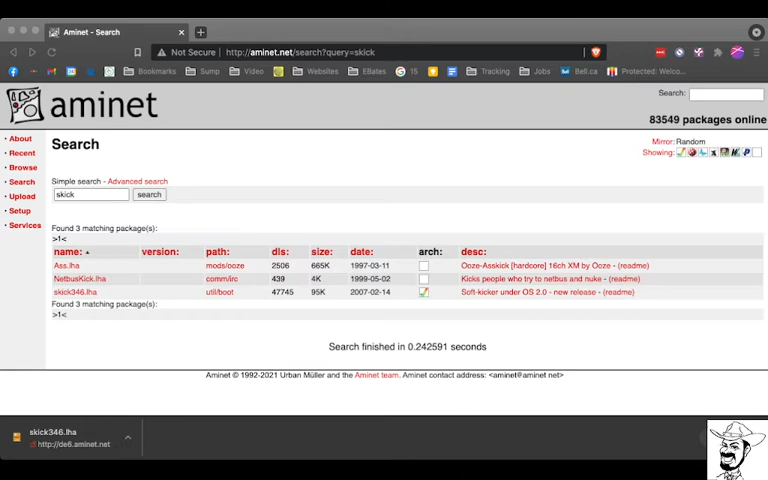 Aminet - Search
Not Secure
http://aminet.net/search?query=skick
Bookmarks
Sump
Video
Websites
EBates
15
Tracking
Jobs
Bell.ca
Protected: Welco...
aminet
Search:
83549 packages online
• About
• Recent
• Browse
• Search
• Upload
• Setup
• Services
Search
Mirror: Random
Showing:
Simple search - Advanced search
skick
search
Found 3 matching package(s):
>1<
name: version: path: dls: size: date: arch: desc:
Ass.lha mods/ooze 2506 665K 1997-03-11 Ooze-Asskick [hardcore] 16ch XM by Ooze - (readme)
NetbusKick.lha comm/irc 439 4K 1999-05-02 Kicks people who try to netbus and nuke - (readme)
skick346.lha util/boot 47745 95K 2007-02-14 Soft-kicker under OS 2.0 - new release - (readme)
Found 3 matching package(s):
>1<
Search finished in 0.242591 seconds
Aminet © 1992-2021 Urban Müller and the Aminet team. Aminet contact address: <aminet@aminet net>
skick346.lha
http://de6.aminet.net